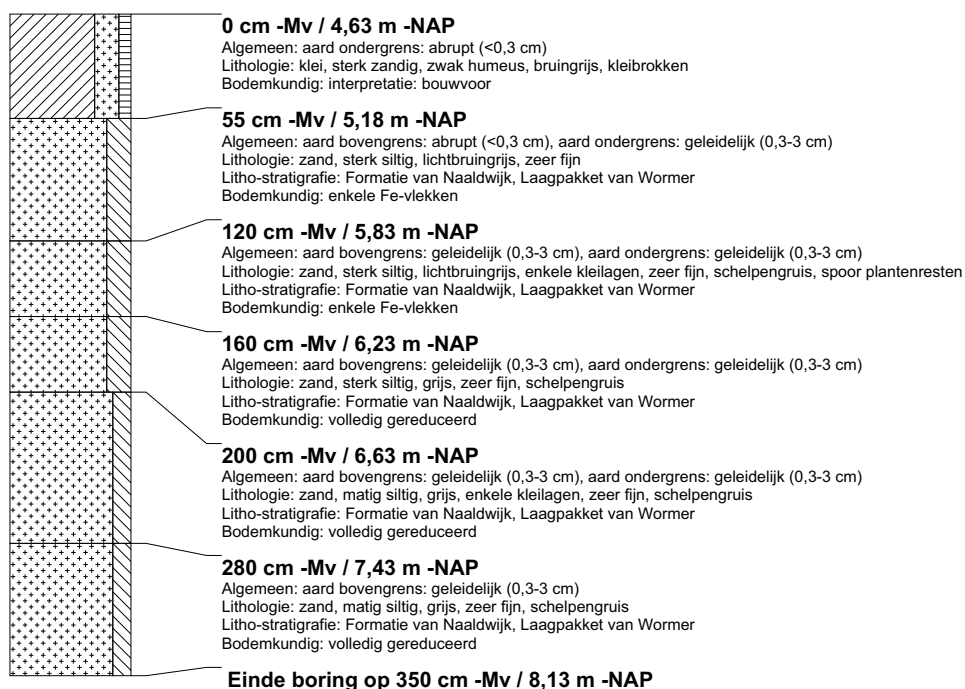 0 cm -Mv / 4,63 m -NAP
Algemeen: aard ondergrens: abrupt (<0,3 cm)
Lithologie: klei, sterk zandig, zwak humeus, bruingrijs, kleibrokken
Bodemkundig: interpretatie: bouwvoor
55 cm -Mv / 5,18 m -NAP
Algemeen: aard bovengrens: abrupt (<0,3 cm), aard ondergrens: geleidelijk (0,3-3 cm)
Lithologie: zand, sterk siltig, lichtbruingrijs, zeer fijn
Litho-stratigrafie: Formatie van Naaldwijk, Laagpakket van Wormer
Bodemkundig: enkele Fe-vlekken
120 cm -Mv / 5,83 m -NAP
Algemeen: aard bovengrens: geleidelijk (0,3-3 cm), aard ondergrens: geleidelijk (0,3-3 cm)
Lithologie: zand, sterk siltig, lichtbruingrijs, enkele kleilagen, zeer fijn, schelpengruis, spoor plantenresten
Litho-stratigrafie: Formatie van Naaldwijk, Laagpakket van Wormer
Bodemkundig: enkele Fe-vlekken
160 cm -Mv / 6,23 m -NAP
Algemeen: aard bovengrens: geleidelijk (0,3-3 cm), aard ondergrens: geleidelijk (0,3-3 cm)
Lithologie: zand, sterk siltig, grijs, zeer fijn, schelpengruis
Litho-stratigrafie: Formatie van Naaldwijk, Laagpakket van Wormer
Bodemkundig: volledig gereduceerd
200 cm -Mv / 6,63 m -NAP
Algemeen: aard bovengrens: geleidelijk (0,3-3 cm), aard ondergrens: geleidelijk (0,3-3 cm)
Lithologie: zand, matig siltig, grijs, enkele kleilagen, zeer fijn, schelpengruis
Litho-stratigrafie: Formatie van Naaldwijk, Laagpakket van Wormer
Bodemkundig: volledig gereduceerd
280 cm -Mv / 7,43 m -NAP
Algemeen: aard bovengrens: geleidelijk (0,3-3 cm)
Lithologie: zand, matig siltig, grijs, zeer fijn, schelpengruis
Litho-stratigrafie: Formatie van Naaldwijk, Laagpakket van Wormer
Bodemkundig: volledig gereduceerd
Einde boring op 350 cm -Mv / 8,13 m -NAP